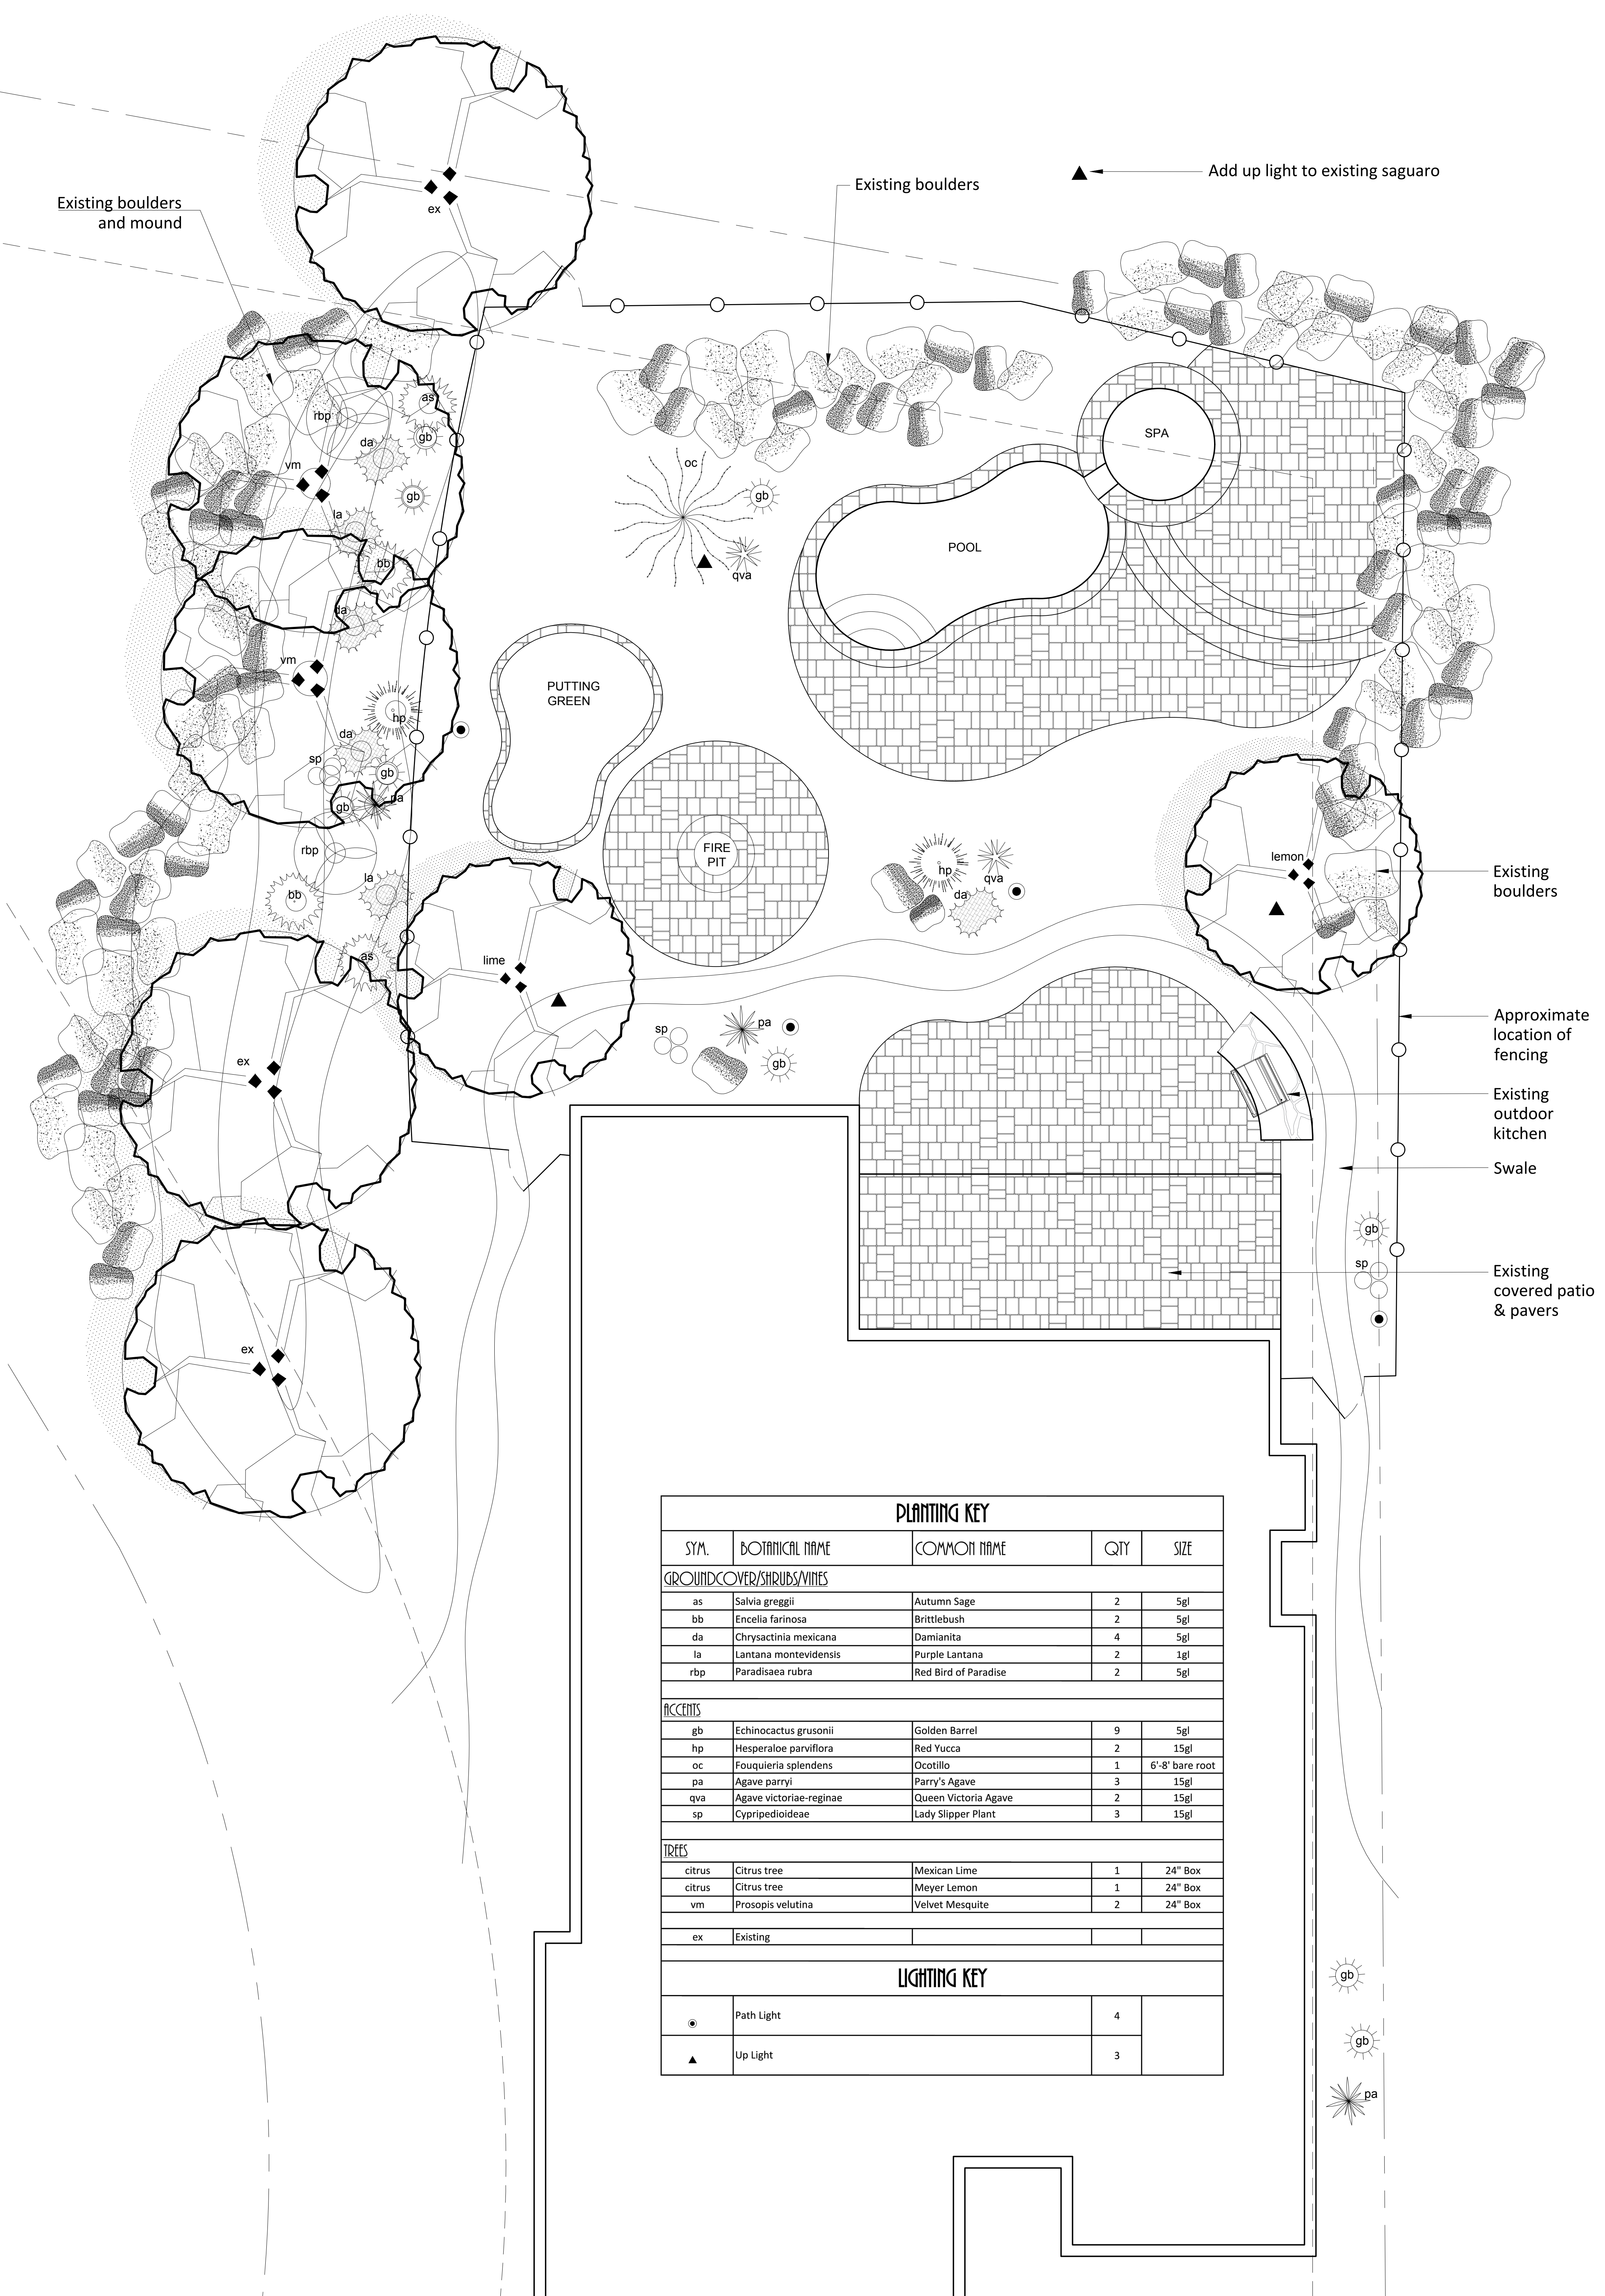 Add up light to existing saguaro
Existing boulders
Existing boulders
and mound
ex
SPA
as
rbp
gb
da
oc
vm
gb
gb
la
POOL
bb
qva
da
vm
PUTTING
GREEN
hp
da
sp
gb
gb
pa
rbp
FIRE
PIT
lemon
hp
qva
la
bb
da
Existing
boulders
as
lime
Approximate
location of
fencing
sp
pa
gb
ex
Existing
outdoor
kitchen
Swale
gb
sp
Existing
covered patio
& pavers
ex
PLANTING KEY
SYM. BOTANICAL NAME COMMON NAME QTY SIZE
GROUNDCOVER/SHRUBS/VINES
as Salvia greggii Autumn Sage 2 5gl
bb Encelia farinosa Brittlebush 2 5gl
da Chrysactinia mexicana Damianita 4 5gl
la Lantana montevidensis Purple Lantana 2 1gl
rbp Paradisaea rubra Red Bird of Paradise 2 5gl
ACCENTS
gb Echinocactus grusonii Golden Barrel 9 5gl
hp Hesperaloe parviflora Red Yucca 2 15gl
oc Fouquieria splendens Ocotillo 1 6'-8' bare root
pa Agave parryi Parry's Agave 3 15gl
qva Agave victoriae-reginae Queen Victoria Agave 2 15gl
sp Cypripedioideae Lady Slipper Plant 3 15gl
TREES
citrus Citrus tree Mexican Lime 1 24" Box
citrus Citrus tree Meyer Lemon 1 24" Box
vm Prosopis velutina Velvet Mesquite 2 24" Box
ex Existing
LIGHTING KEY
Path Light 4
Up Light 3
gb
gb
pa